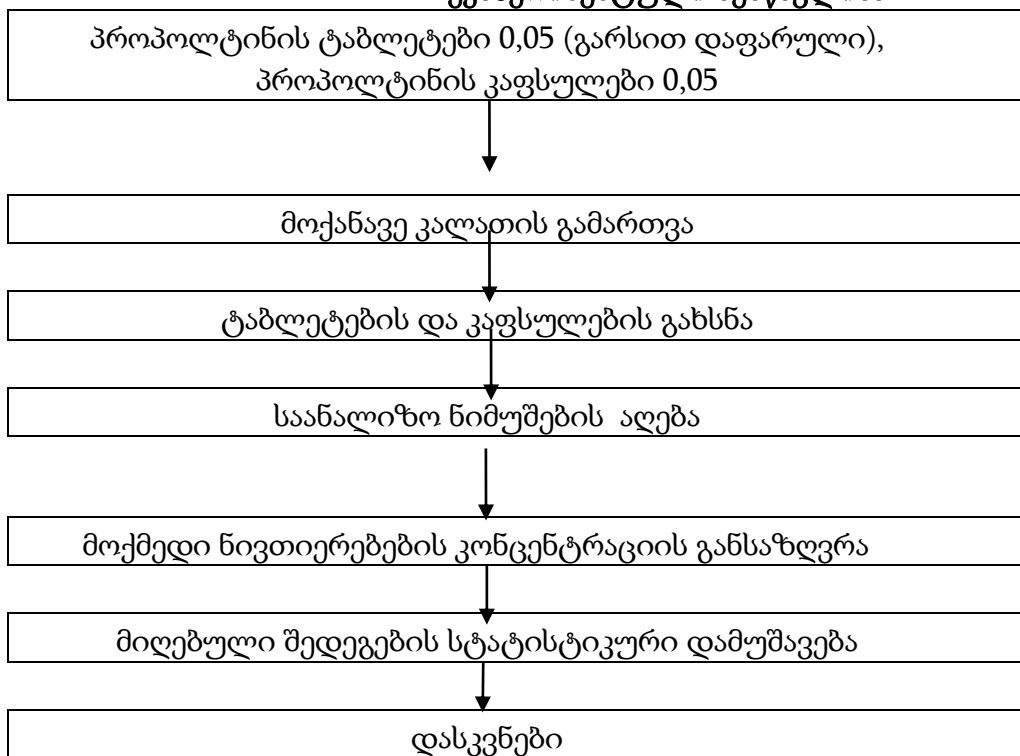 პროპოლტინის ტაბლეტები 0,05 (გარსით დაფარული),
პროპოლტინის კაფსულები 0,05
მოქანავე კალათის გამართვა
ტაბლეტების და კაფსულების გახსნა
საანალიზო ნიმუშების აღება
მოქმედი ნივთიერებების კონცენტრაციის განსაზღვრა
მიღებული შედეგების სტატისტიკური დამუშავება
დასკვნები